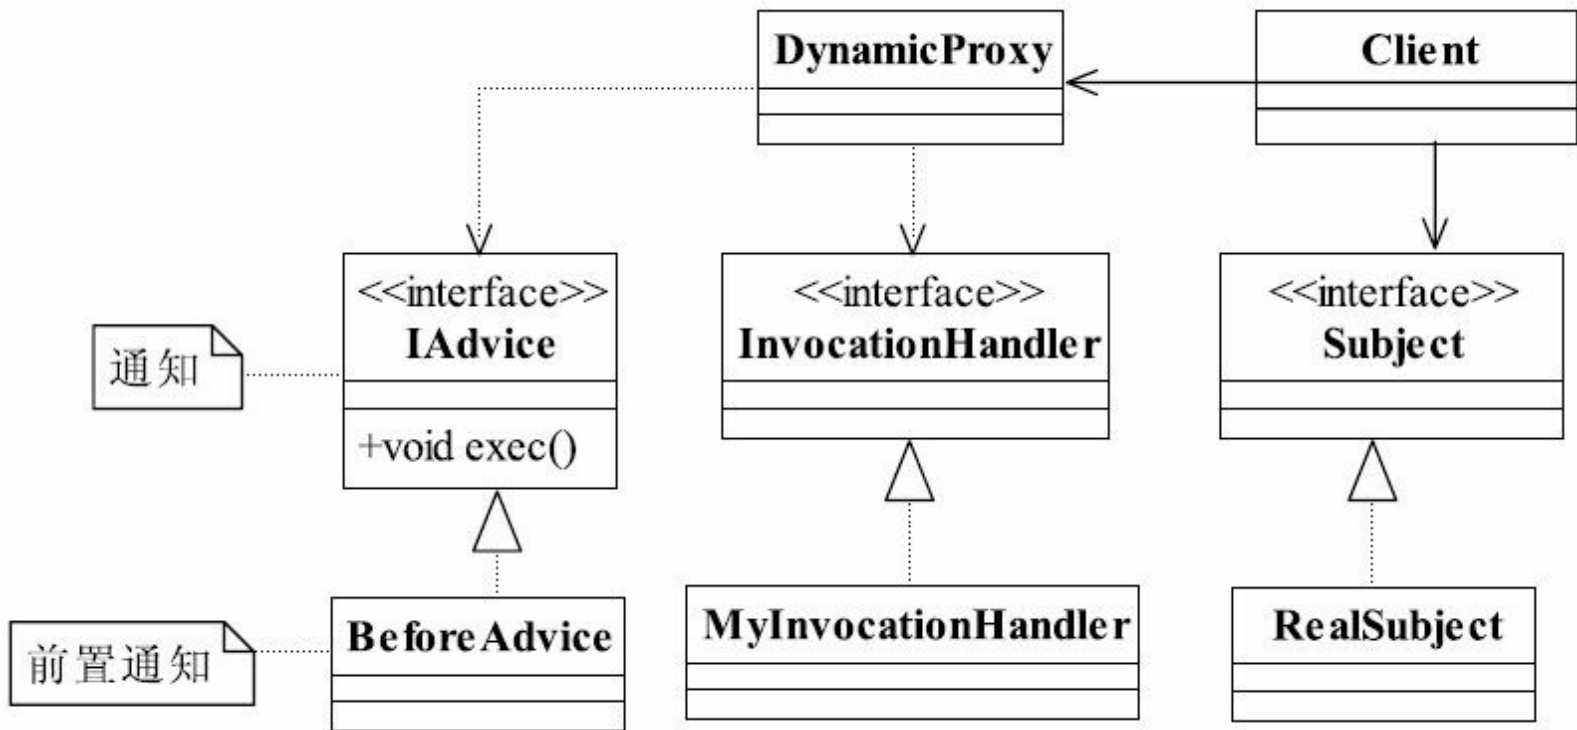 DynamicProxy
Client
<<interface>>
IAdvice
+void exec()
<<interface>>
InvocationHandler
<<interface>>
Subject
通知
BeforeAdvice
MyInvocationHandler
RealSubject
前置通知